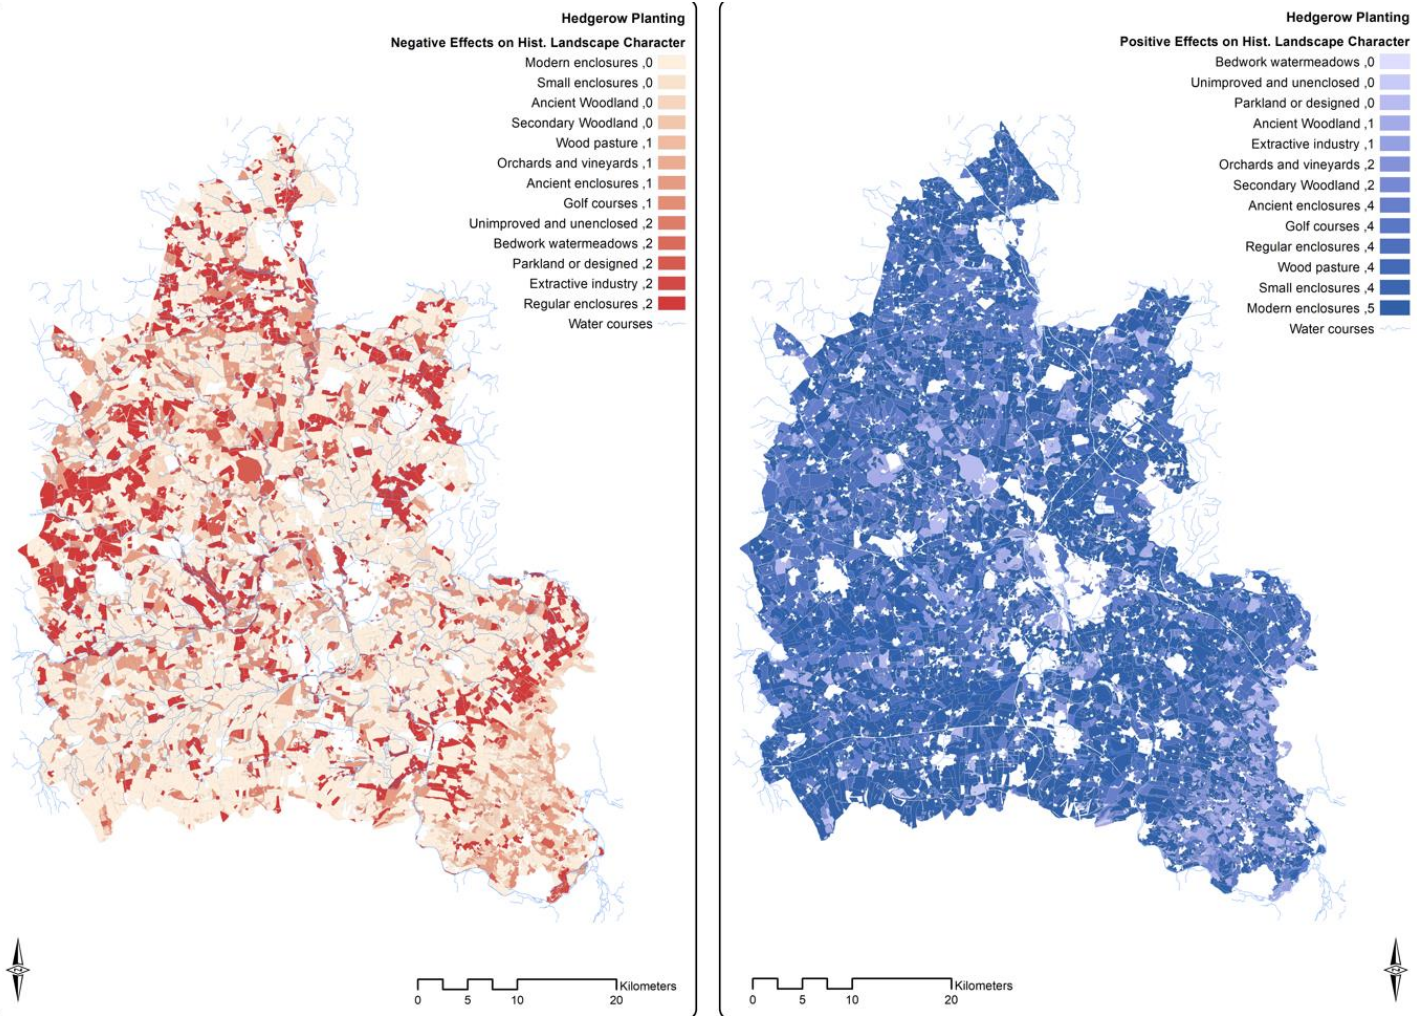 Hedgerow Planting
Negative Effects on Hist. Landscape Character
Modern enclosures ,0
Small enclosures ,0
Ancient Woodland ,0
Secondary Woodland ,0
Wood pasture ,1
Orchards and vineyards ,1
Ancient enclosures ,1
Golf courses ,1
Unimproved and unenclosed ,2
Bedwork watermeadows ,2
Parkland or designed ,2
Extractive industry ,2
Regular enclosures ,2
Water courses
N
Kilometers
0 5 10 20
Hedgerow Planting
Positive Effects on Hist. Landscape Character
Bedwork watermeadows ,0
Unimproved and unenclosed ,0
Parkland or designed ,0
Ancient Woodland ,1
Extractive industry ,1
Orchards and vineyards ,2
Secondary Woodland ,2
Ancient enclosures ,4
Golf courses ,4
Regular enclosures ,4
Wood pasture ,4
Small enclosures ,4
Modern enclosures ,5
Water courses
Kilometers
0 5 10 20
N